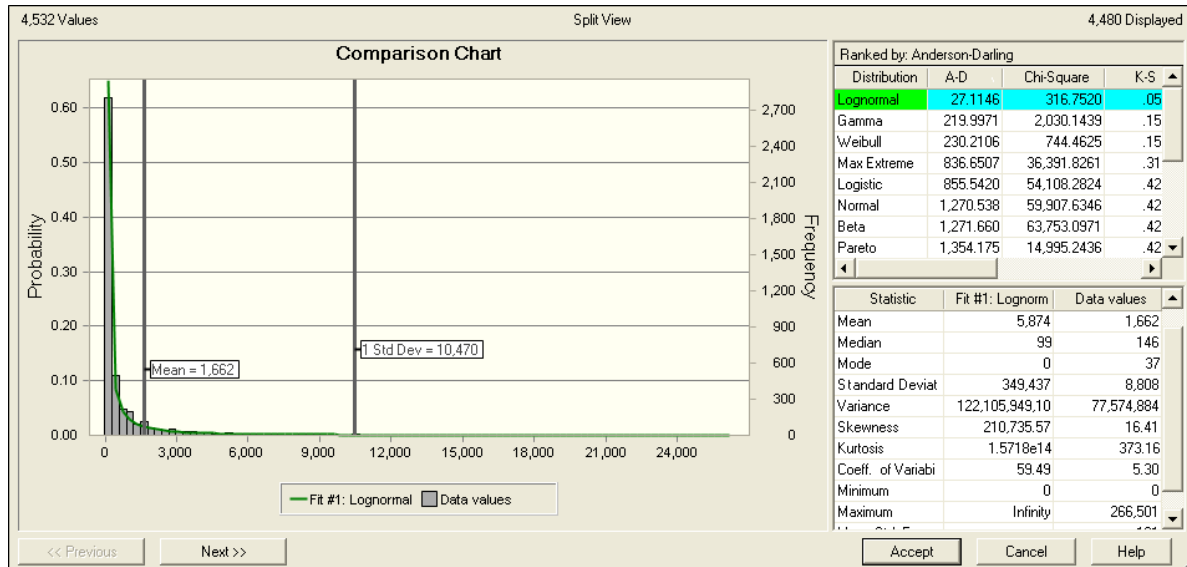 4,532 Values Split View 4,480 Displayed
Comparison Chart
Probability
0.60
0.50
0.40
0.30
0.20
0.10
0.00
Mean = 1,662
1 Std Dev = 10,470
2,700
2,400
2,100
1,800
1,500
1,200
900
600
300
0
Frequency
0 3,000 6,000 9,000 12,000 15,000 18,000 21,000 24,000
Fit #1: Lognormal Data values
Ranked by: Anderson-Darling
Distribution A-D Chi-Square K-S
Lognormal 27.1146 316.7520 .05
Gamma 219.9971 2,030.1439 .15
Weibull 230.2106 744.4625 .15
Max Extreme 836.6507 36,391.8261 .31
Logistic 855.5420 54,108.2824 .42
Normal 1,270.538 59,907.6346 .42
Beta 1,271.660 63,753.0971 .42
Pareto 1,354.175 14,995.2436 .42
Statistic Fit #1: Lognorm Data values
Mean 5,874 1,662
Median 99 146
Mode 0 37
Standard Deviat 349,437 8,808
Variance 122,105,949,10 77,574,884
Skewness 210,735.57 16.41
Kurtosis 1.5718e14 373.16
Coeff. of Variabi 59.49 5.30
Minimum 0 0
Maximum Infinity 266,501
<< Previous Next >> Accept Cancel Help